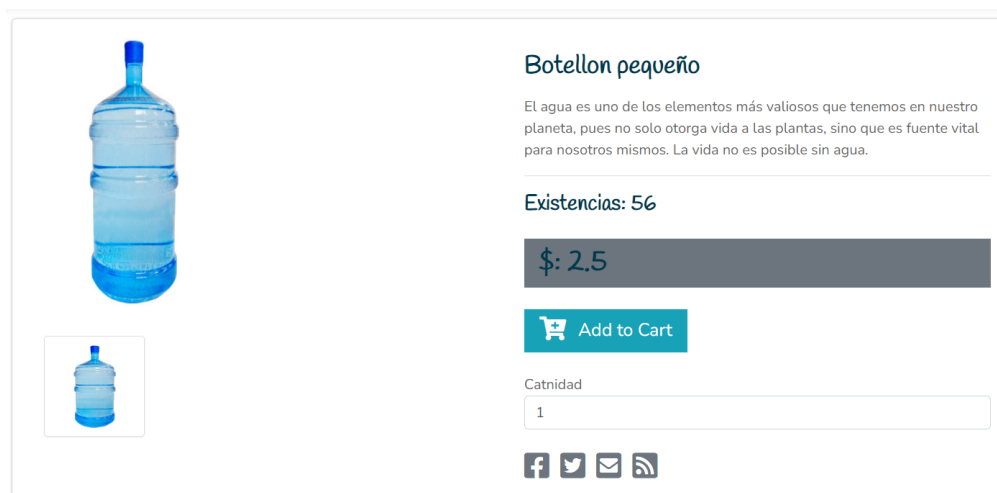 Botellon pequeño
El agua es uno de los elementos más valiosos que tenemos en nuestro
planeta, pues no solo otorga vida a las plantas, sino que es fuente vital
para nosotros mismos. La vida no es posible sin agua.
Existencias: 56
$: 2.5
Add to Cart
Catnidad
1